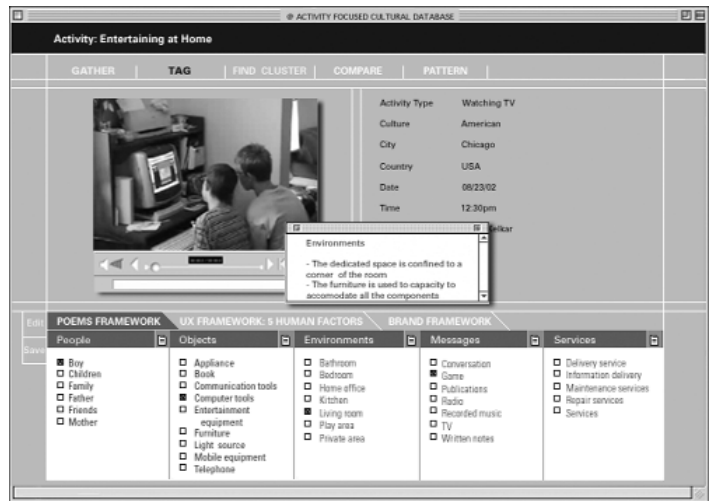 @ ACTIVITY FOCUSED CULTURAL DATABASE
Activity: Entertaining at Home
GATHER TAG FIND CLUSTER COMPARE PATTERN
Activity Type Watching TV
Culture American
City Chicago
Country USA
Date 08/23/02
Time 12:30pm
Environments
- The dedicated space is confined to a
corner of the room
- The furniture is used to capacity to
accomodate all the components
Edit
Save
POEMS FRAMEWORK UX FRAMEWORK: 5 HUMAN FACTORS BRAND FRAMEWORK
People Objects Environments Messages Services
Boy
Children
Family
Father
Friends
Mother
Appliance
Book
Communication tools
Computer tools
Entertainment
equipment
Furniture
Light source
Mobile equipment
Telephone
Bathroom
Bedroom
Home office
Kitchen
Living room
Play area
Private area
Conversation
Game
Publications
Radio
Recorded music
TV
Written notes
Delivery service
Information delivery
Maintenance services
Repair services
Services